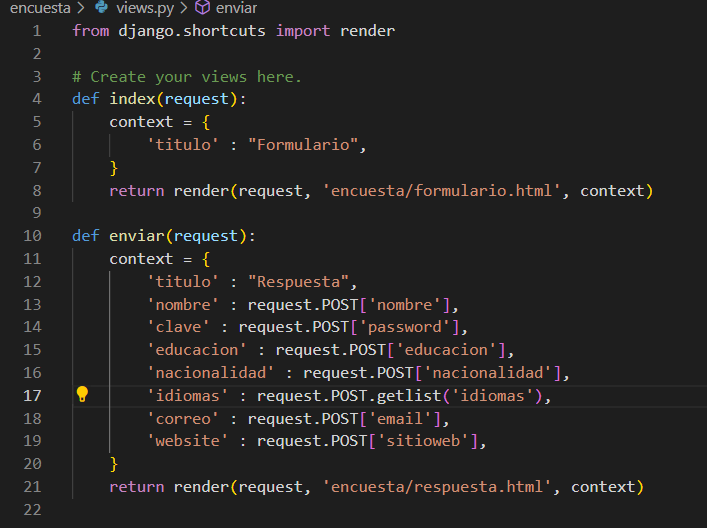 encuesta > views.py > enviar
1 from django.shortcuts import render
2
3 # Create your views here.
4 def index(request):
5     context = {
6         'titulo' : "Formulario",
7     }
8     return render(request, 'encuesta/formulario.html', context)
9
10 def enviar(request):
11     context = {
12         'titulo' : "Respuesta",
13         'nombre' : request.POST['nombre'],
14         'clave' : request.POST['password'],
15         'educacion' : request.POST['educacion'],
16         'nacionalidad' : request.POST['nacionalidad'],
17         'idiomas' : request.POST.getlist('idiomas'),
18         'correo' : request.POST['email'],
19         'website' : request.POST['sitioweb'],
20     }
21     return render(request, 'encuesta/respuesta.html', context)
22